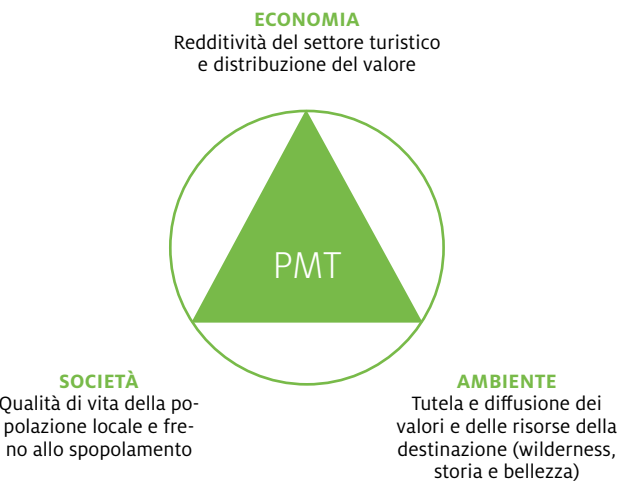 ECONOMIA
Redditività del settore turistico
e distribuzione del valore
PMT
SOCIETÀ
Qualità di vita della po-
polazione locale e fre-
no allo spopolamento
AMBIENTE
Tutela e diffusione dei
valori e delle risorse della
destinazione (wilderness,
storia e bellezza)